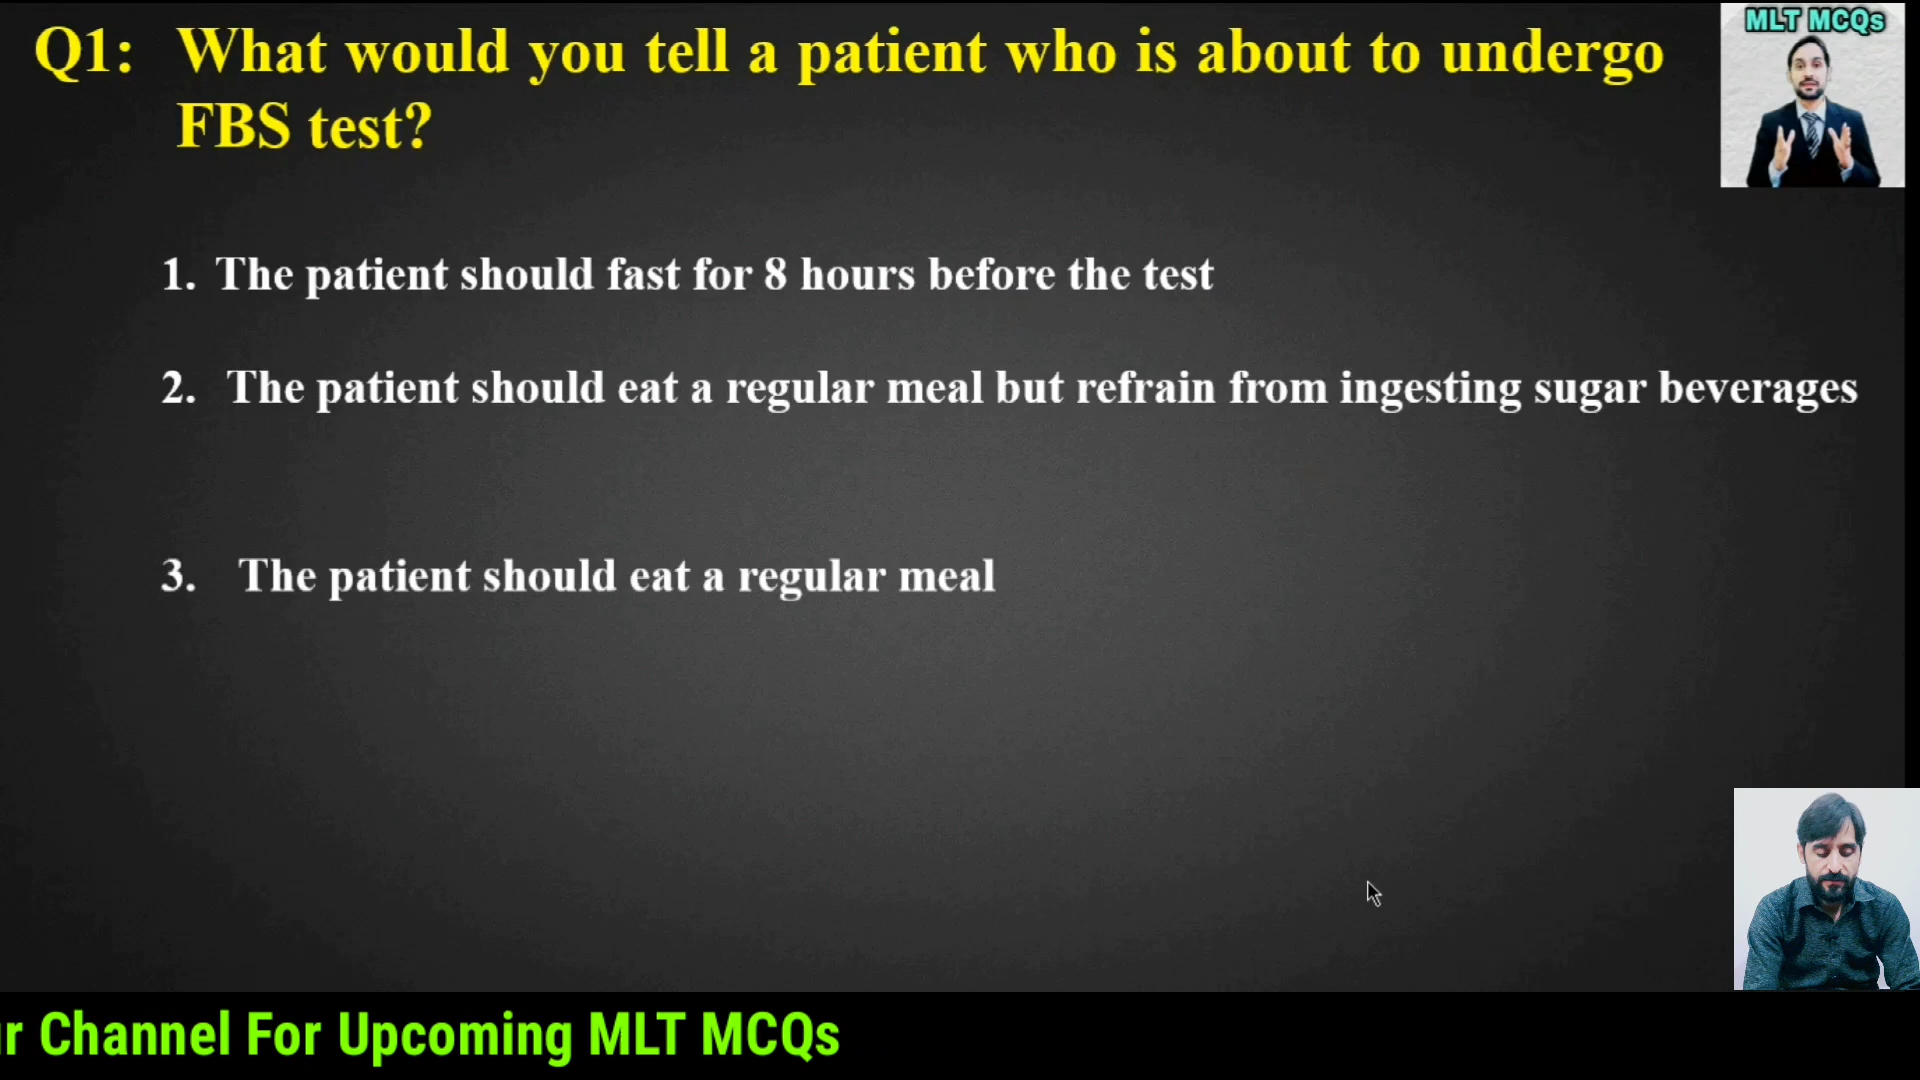 MLT MCQs
Q1: What would you tell a patient who is about to undergo
FBS test?
1. The patient should fast for 8 hours before the test
2. The patient should eat a regular meal but refrain from ingesting sugar beverages
3. The patient should eat a regular meal
r Channel For Upcoming MLT MCQs